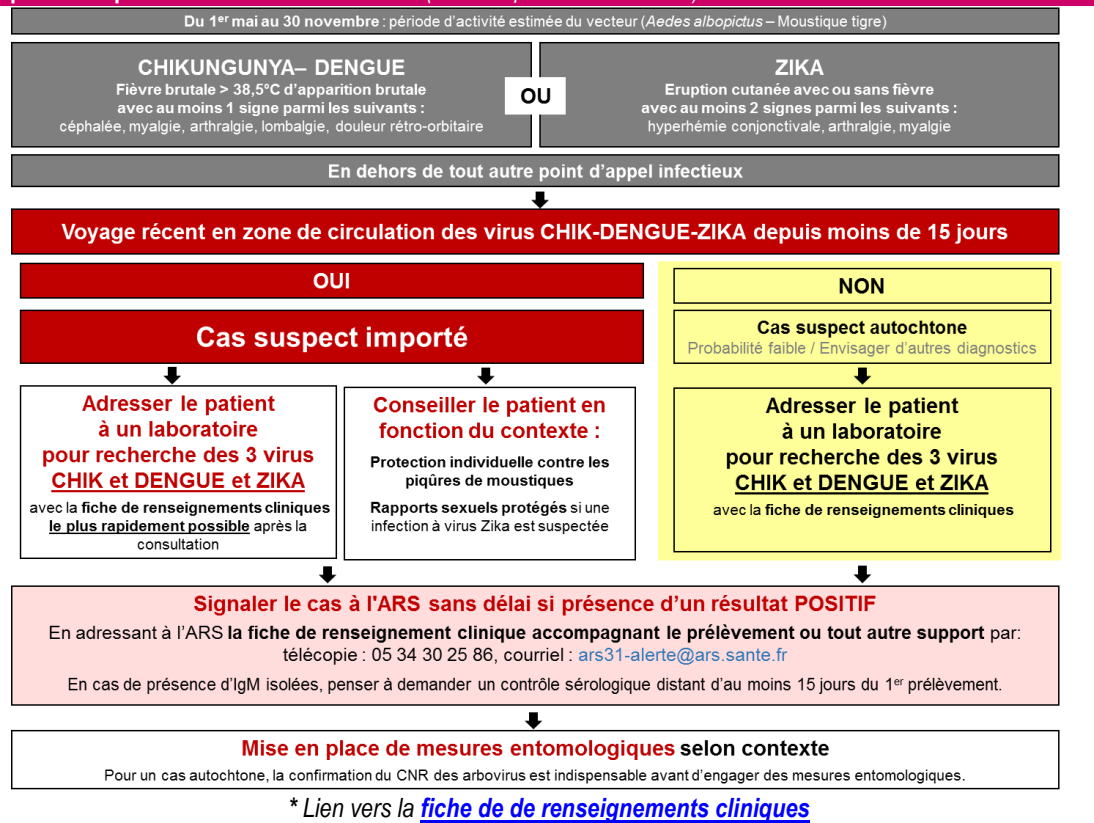 Du 1er mai au 30 novembre : période d'activité estimée du vecteur (Aedes albopictus – Moustique tigre)
CHIKUNGUNYA– DENGUE
Fièvre brutale > 38,5°C d'apparition brutale
avec au moins 1 signe parmi les suivants :
céphalée, myalgie, arthralgie, lombalgie, douleur rétro-orbitaire
OU
ZIKA
Eruption cutanée avec ou sans fièvre
avec au moins 2 signes parmi les suivants :
hyperhémie conjonctivale, arthralgie, myalgie
En dehors de tout autre point d'appel infectieux
Voyage récent en zone de circulation des virus CHIK-DENGUE-ZIKA depuis moins de 15 jours
OUI
Cas suspect importé
Adresser le patient
à un laboratoire
pour recherche des 3 virus
CHIK et DENGUE et ZIKA
avec la fiche de renseignements cliniques
le plus rapidement possible après la
consultation
Conseiller le patient en
fonction du contexte :
Protection individuelle contre les
piqûres de moustiques
Rapports sexuels protégés si une
infection à virus Zika est suspectée
NON
Cas suspect autochtone
Probabilité faible / Envisager d'autres diagnostics
Adresser le patient
à un laboratoire
pour recherche des 3 virus
CHIK et DENGUE et ZIKA
avec la fiche de renseignements cliniques
Signaler le cas à l'ARS sans délai si présence d'un résultat POSITIF
En adressant à l'ARS la fiche de renseignement clinique accompagnant le prélèvement ou tout autre support par:
télécopie : 05 34 30 25 86, courriel : ars31-alerte@ars.sante.fr
En cas de présence d'IgM isolées, penser à demander un contrôle sérologique distant d'au moins 15 jours du 1er prélèvement.
Mise en place de mesures entomologiques selon contexte
Pour un cas autochtone, la confirmation du CNR des arbovirus est indispensable avant d'engager des mesures entomologiques.
* Lien vers la fiche de de renseignements cliniques